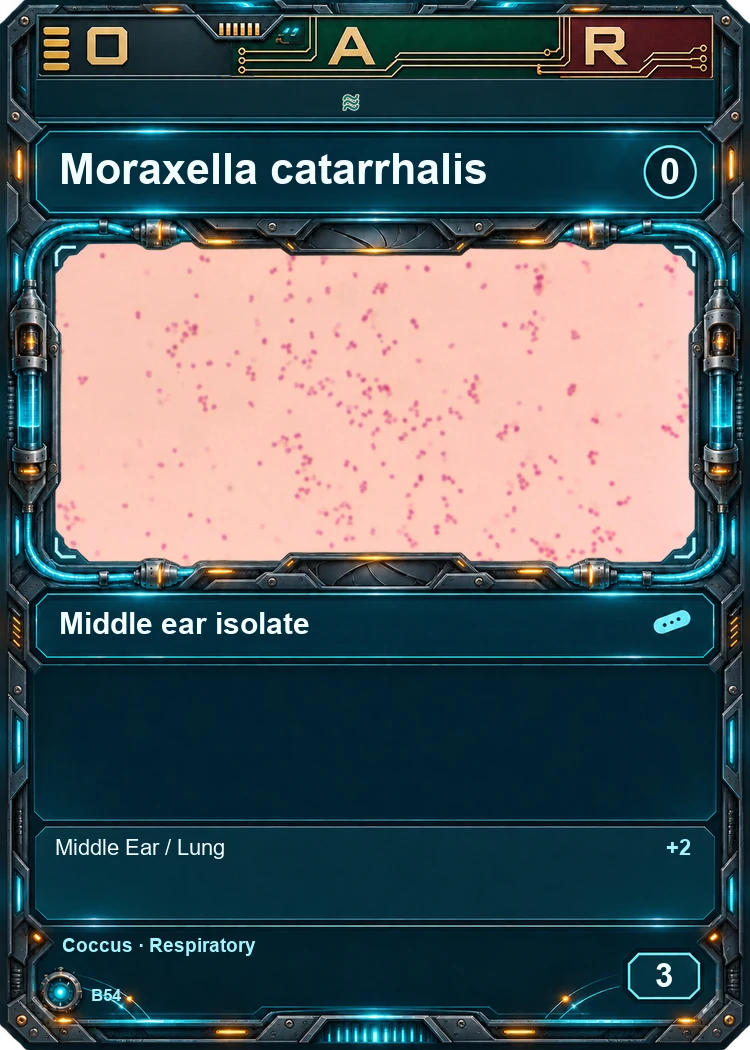 O A R
Moraxella catarrhalis 0
Middle ear isolate
Middle Ear / Lung +2
Coccus · Respiratory
B54
3